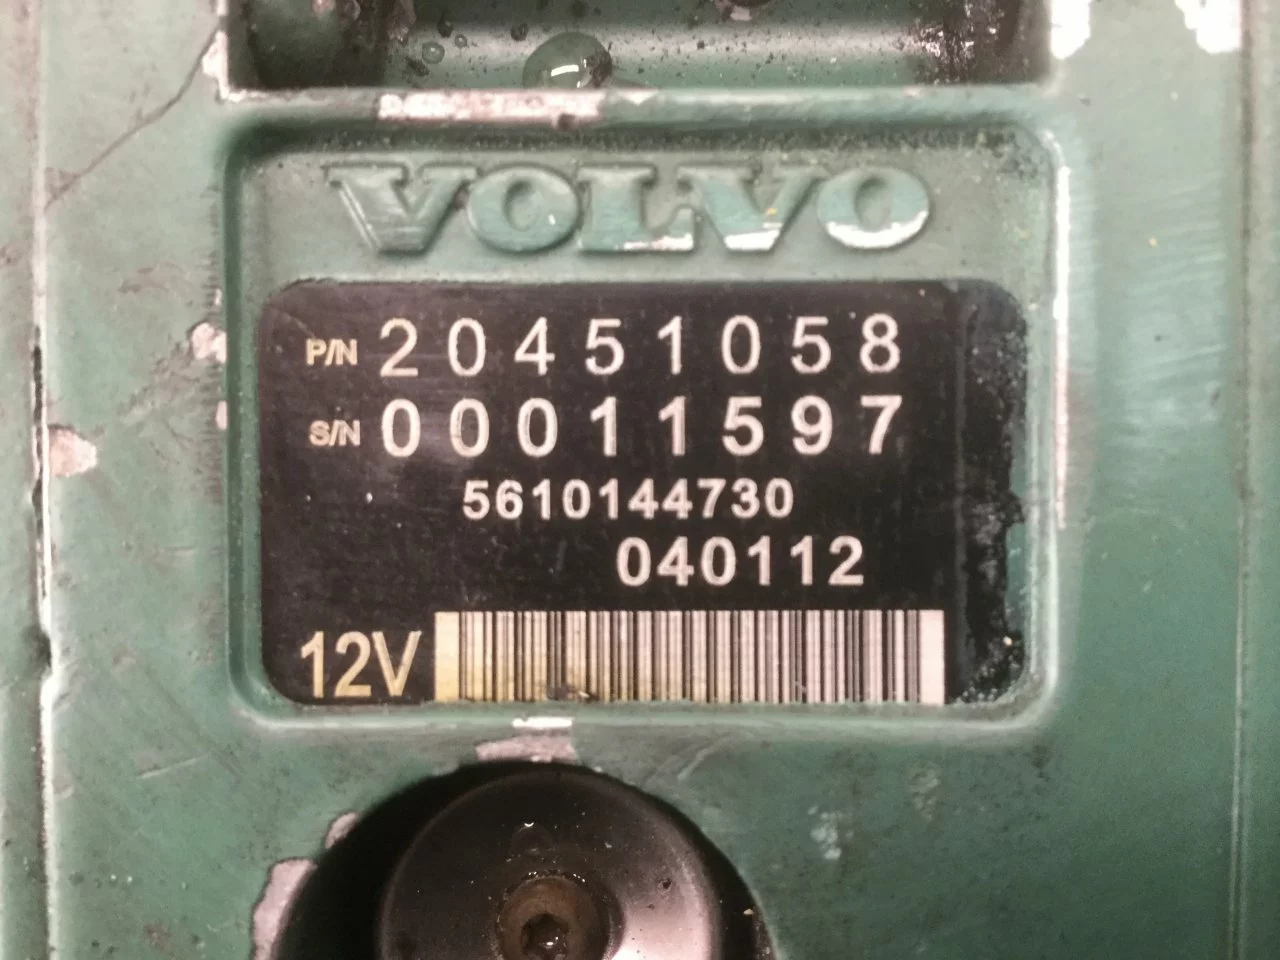 VOLVO
P/N 20451058
S/N 00011597
5610144730
040112
12V